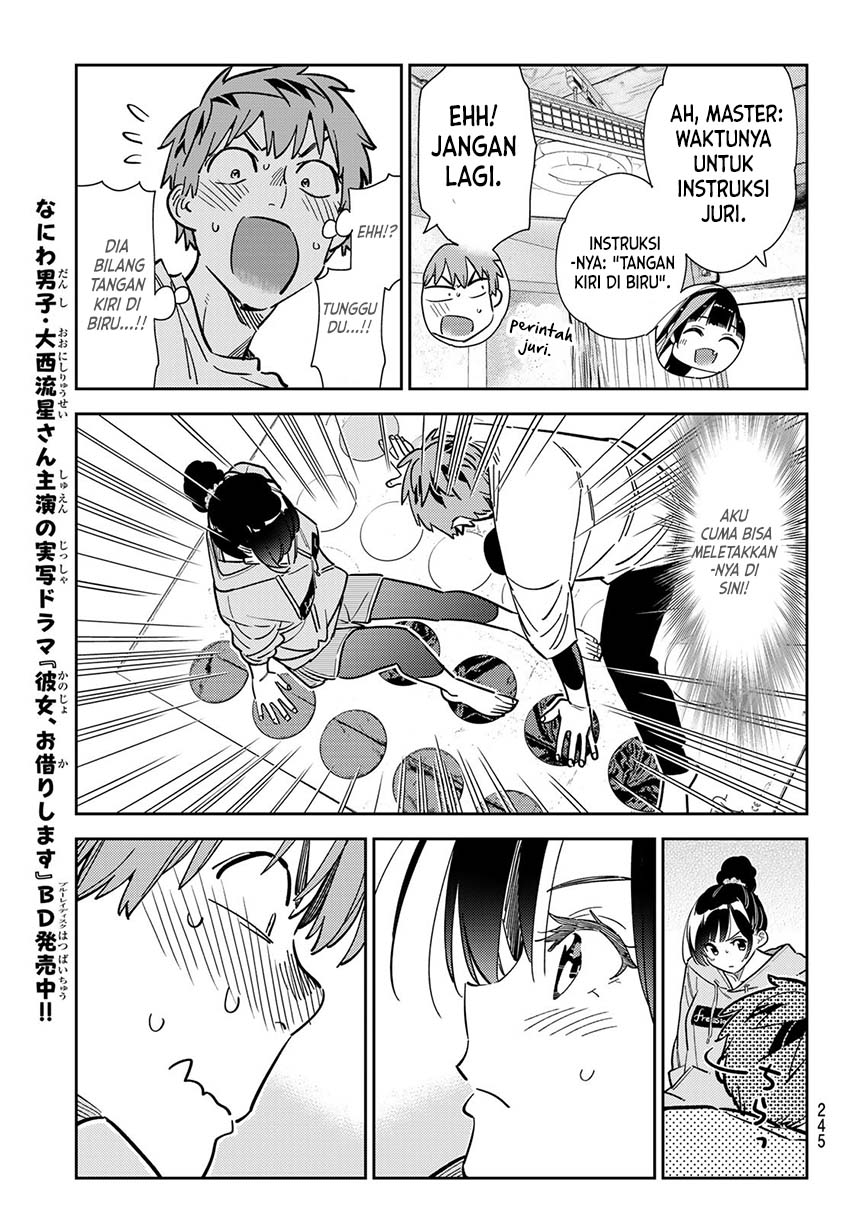 AH, MASTER:
WAKTUNYA
UNTUK
INSTRUKSI
JURI.
INSTRUKSI
-NYA: "TANGAN
KIRI DI BIRU".
EHH!
JANGAN
LAGI.
perintah
juri.
EHH!?
TUNGGU
DU...!!
DIA
BILANG
TANGAN
KIRI DI
BIRU...!!
AKU
CUMA BISA
MELETAKKAN
-NYA DI
SINI!
ちらっ
なにわ男子・大西流星さん主演の実写ドラマ『彼女、お借りします』BD発売中!!
だんし
おおにしりゅうせい
しゅえん
じっしゃ
かのじょ
か
ブルーレイディスク
はつばいちゅう
245